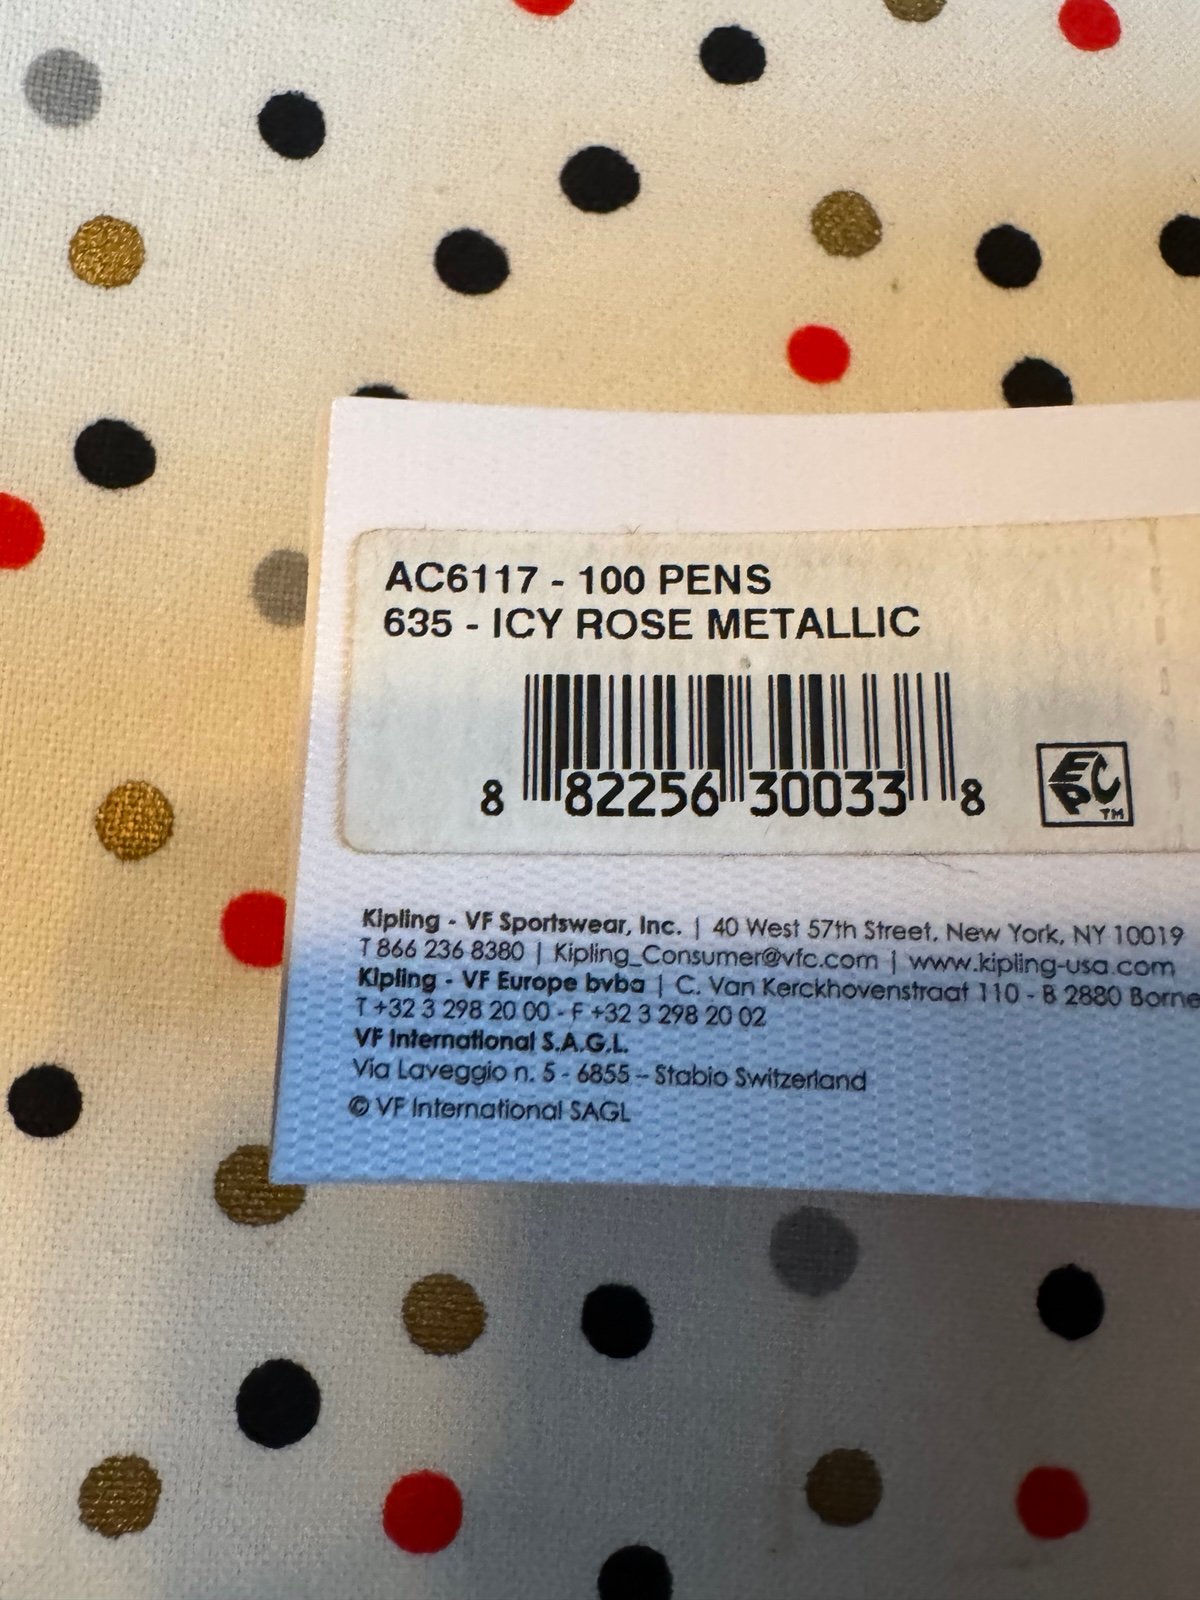 AC6117 - 100 PENS
635 - ICY ROSE METALLIC
8 82256 30033 8
EPC TM
Kipling - VF Sportswear, Inc. | 40 West 57th Street, New York, NY 10019
T 866 236 8380 | Kipling_Consumer@vfc.com | www.kipling-usa.com
Kipling - VF Europe bvba | C. Van Kerckhovenstraat 110 - B 2880 Borne
T +32 3 298 20 00 - F +32 3 298 20 02
VF International S.A.G.L.
Via Laveggio n. 5 - 6855 – Stabio Switzerland
© VF International SAGL